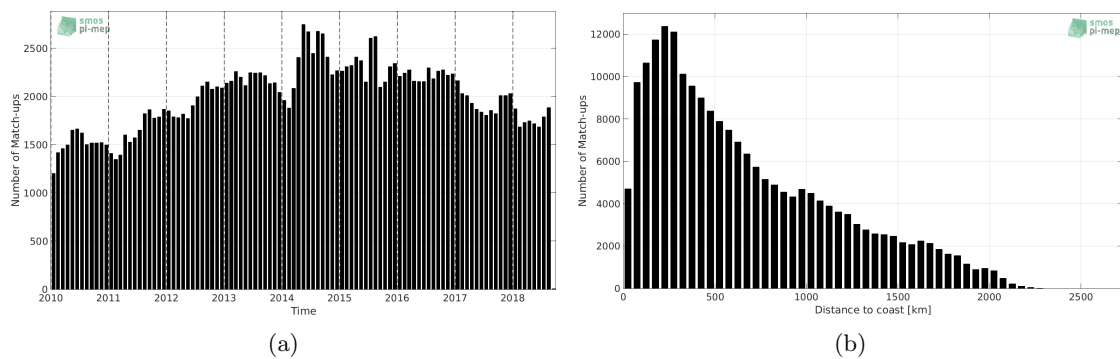 smos
pi-mep
Number of Match-ups
2500
2000
1500
1000
500
0
2010 2011 2012 2013 2014 2015 2016 2017 2018
Time
(a)
smos
pi-mep
Number of Match-ups
12000
10000
8000
6000
4000
2000
0
0 500 1000 1500 2000 2500
Distance to coast [km]
(b)